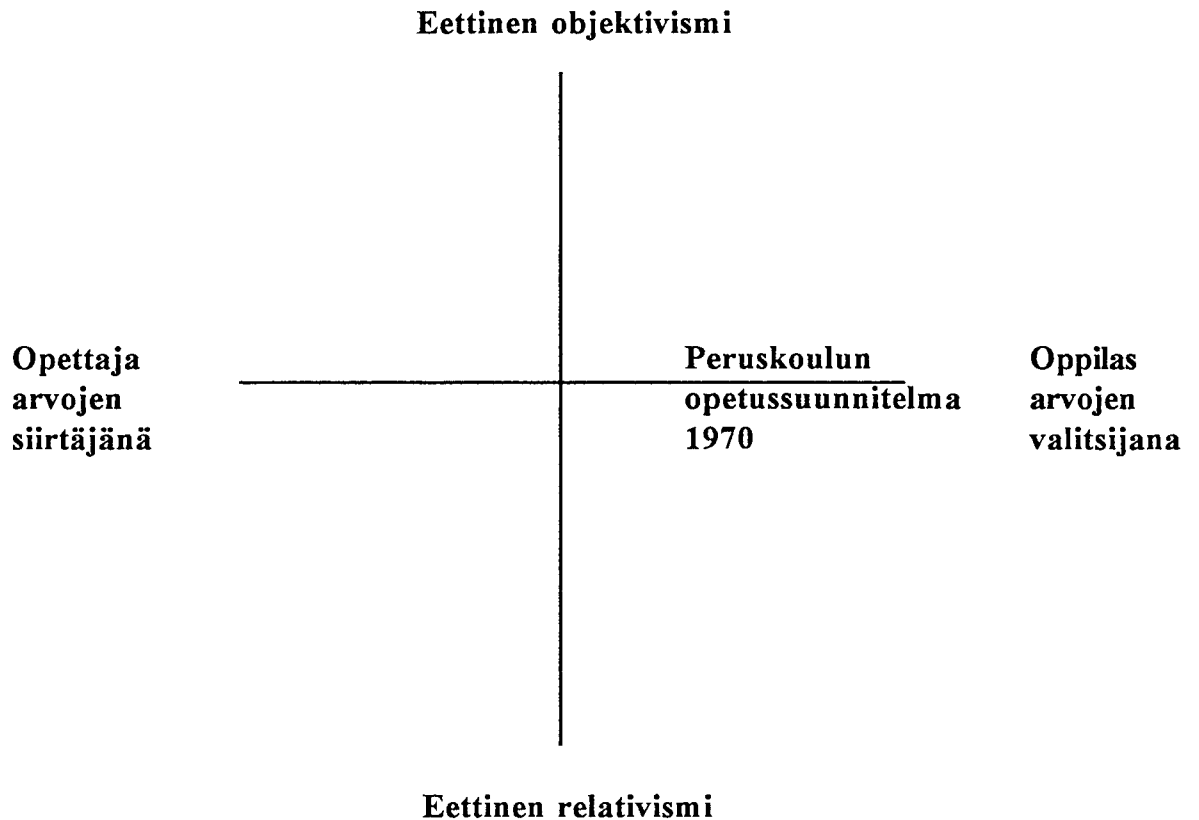 Eettinen objektivismi
Opettaja
arvojen
siirtäjänä
Peruskoulun
opetussuunnitelma
1970
Oppilas
arvojen
valitsijana
Eettinen relativismi